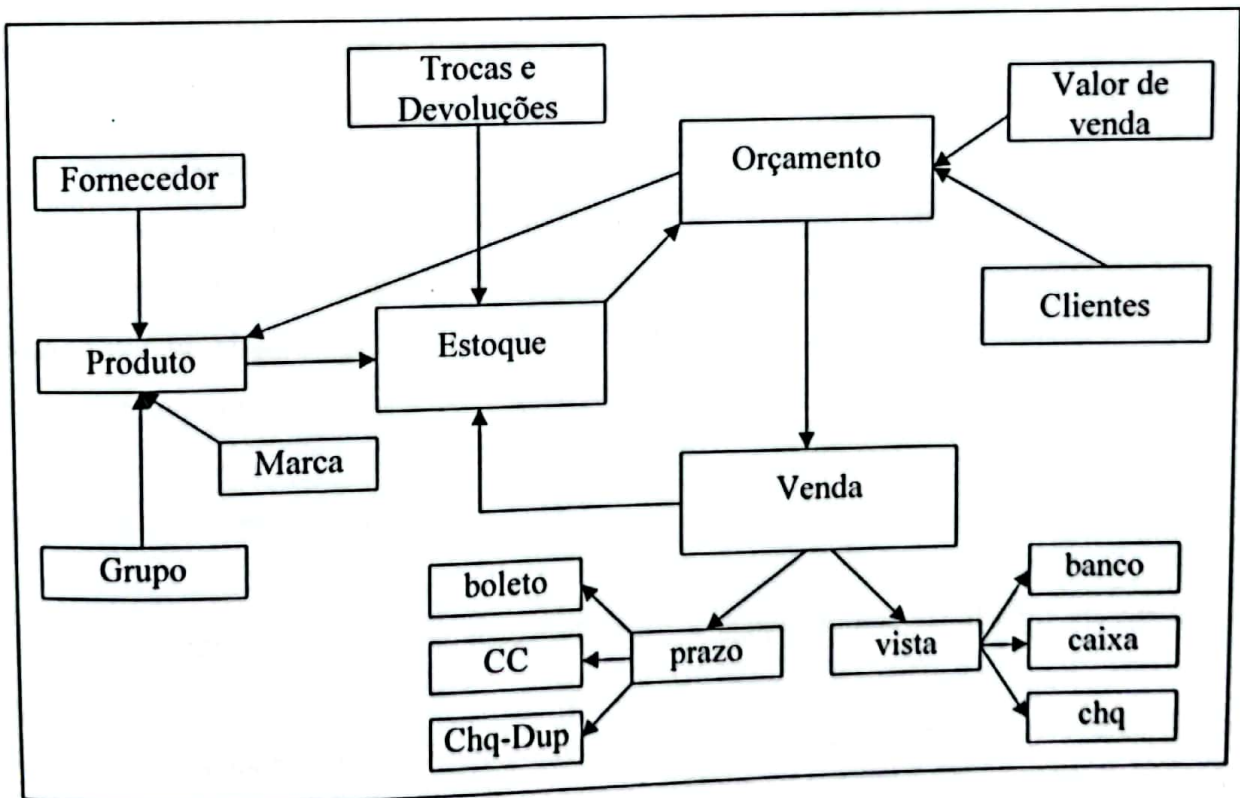 Trocas e
Devoluções
Valor de
venda
Orçamento
Fornecedor
Clientes
Estoque
Produto
Marca
Venda
Grupo
boleto
banco
CC
prazo
vista
caixa
Chq-Dup
chq